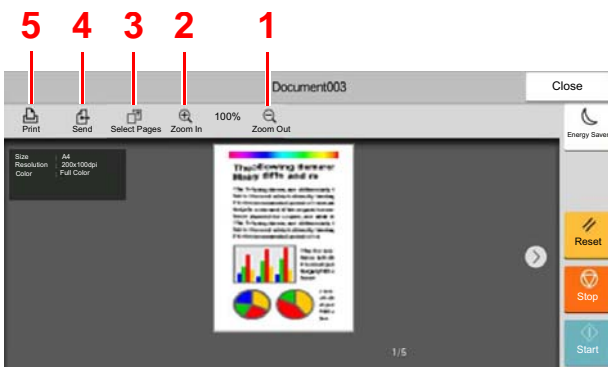 5 4 3 2 1
Document003 Close
Print Send Select Pages Zoom In 100% Zoom Out
Energy Saver
Size : A4
Resolution : 200x100dpi
Color : Full Color
Reset
Stop
1/5
Start